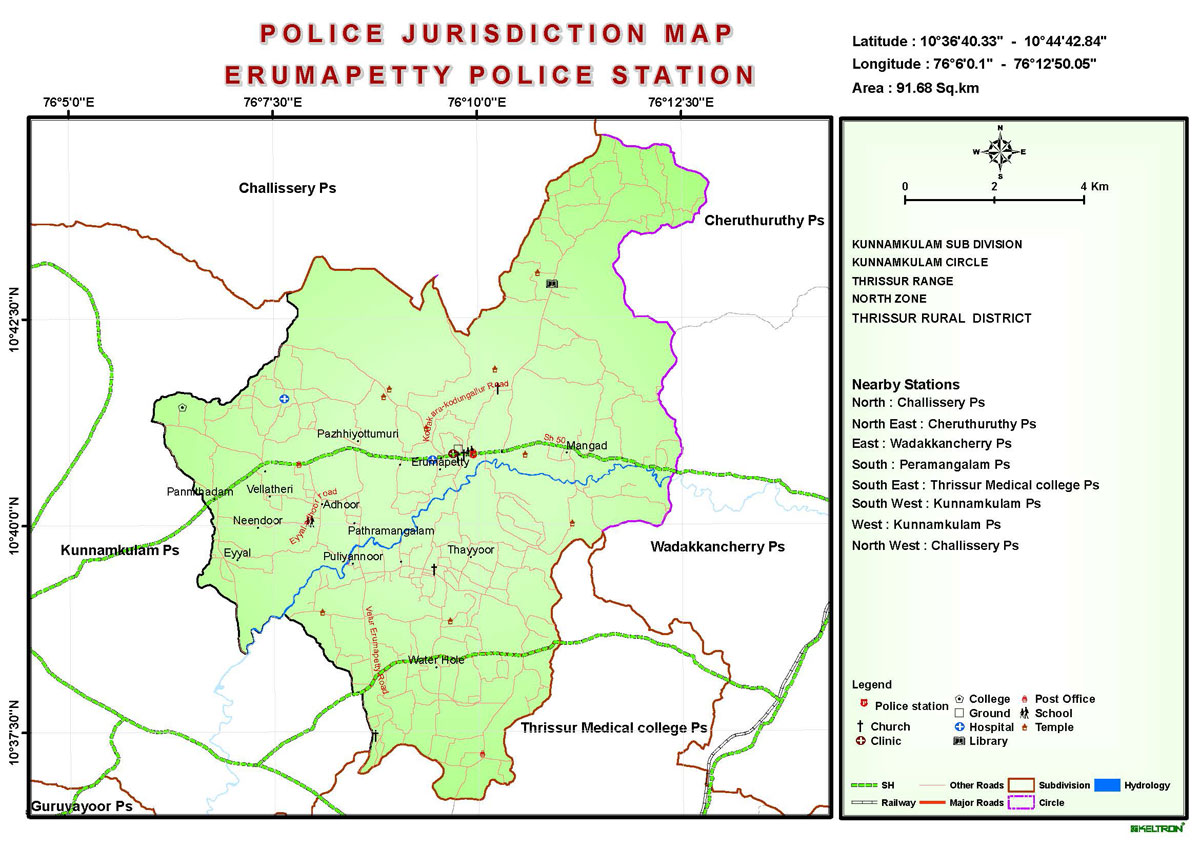 POLICE JURISDICTION MAP
ERUMAPETTY POLICE STATION
Latitude : 10°36'40.33" - 10°44'42.84"
Longitude : 76°6'0.1" - 76°12'50.05"
Area : 91.68 Sq.km
76°5'0"E 76°7'30"E 76°10'0"E 76°12'30"E
10°42'30"N
10°40'0"N
10°37'30"N
Challissery Ps
Cheruthuruthy Ps
Kodakara-kodungallur Road
Pazhhiyottumuri
Sh 50
Mangad
Erumapetty
Pannithadam
Vellatheri
Adhoor
Eyyal-adhoor Road
Neendoor
Pathramangalam
Kunnamkulam Ps
Eyyal
Puliyannoor
Thayyoor
Wadakkancherry Ps
Velur Erumapetty Road
Water Hole
Thrissur Medical college Ps
Guruvayoor Ps
N
W E
S
0 2 4 Km
KUNNAMKULAM SUB DIVISION
KUNNAMKULAM CIRCLE
THRISSUR RANGE
NORTH ZONE
THRISSUR RURAL DISTRICT
Nearby Stations
North : Challissery Ps
North East : Cheruthuruthy Ps
East : Wadakkancherry Ps
South : Peramangalam Ps
South East : Thrissur Medical college Ps
South West : Kunnamkulam Ps
West : Kunnamkulam Ps
North West : Challissery Ps
Legend
Police station College Post Office
Church Ground School
Clinic Hospital Temple
Library
SH Other Roads Subdivision Hydrology
Railway Major Roads Circle
KELTRON